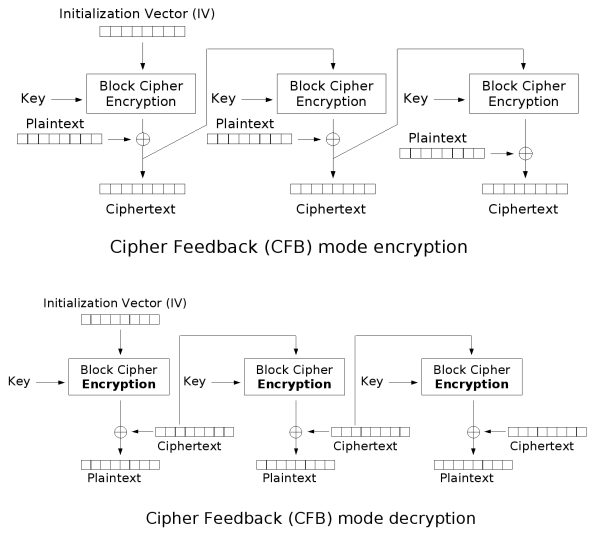 Initialization Vector (IV)
Key
Block Cipher
Encryption
Key
Block Cipher
Encryption
Key
Block Cipher
Encryption
Plaintext
Plaintext
Plaintext
Ciphertext
Ciphertext
Ciphertext
Cipher Feedback (CFB) mode encryption
Initialization Vector (IV)
Key
Block Cipher
Encryption
Key
Block Cipher
Encryption
Key
Block Cipher
Encryption
Ciphertext
Ciphertext
Ciphertext
Plaintext
Plaintext
Plaintext
Cipher Feedback (CFB) mode decryption